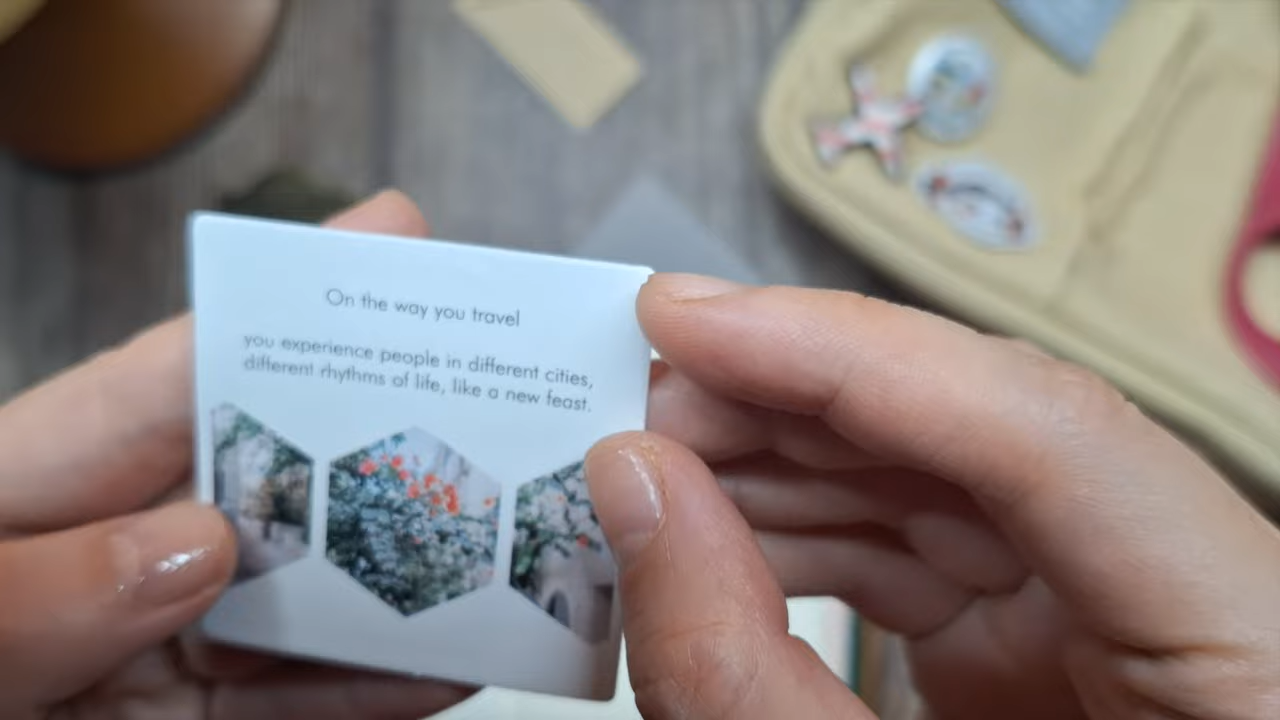 On the way you travel
you experience people in different cities,
different rhythms of life, like a new feast.